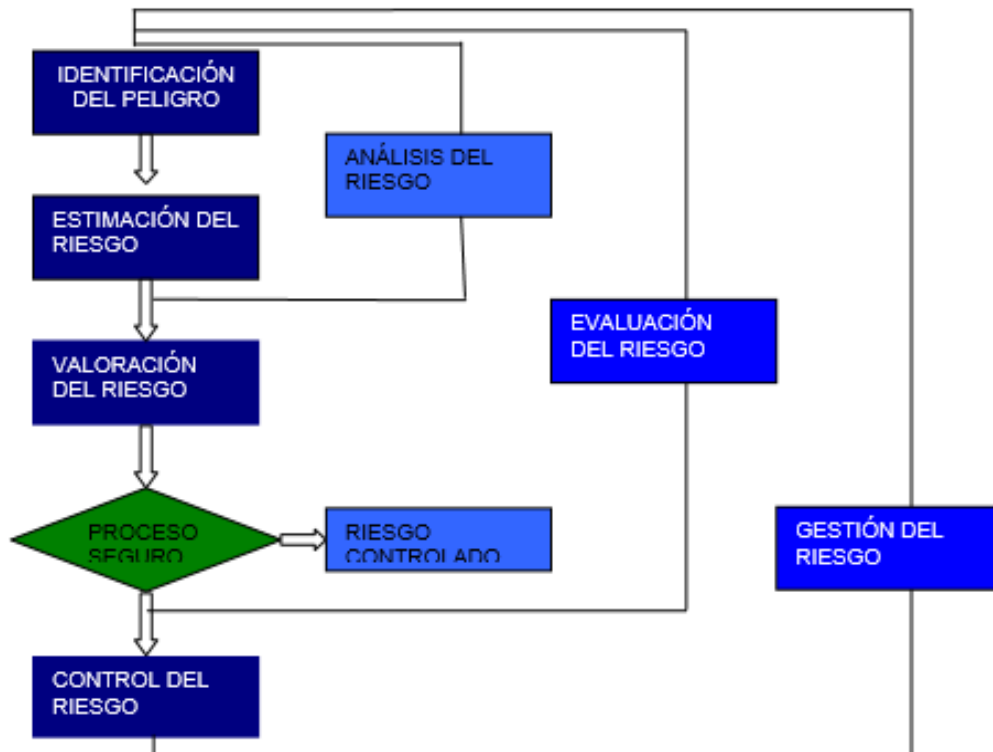 IDENTIFICACIÓN
DEL PELIGRO
ANÁLISIS DEL
RIESGO
ESTIMACIÓN DEL
RIESGO
EVALUACIÓN
DEL RIESGO
VALORACIÓN
DEL RIESGO
PROCESO
SEGURO
RIESGO
CONTROLADO
GESTIÓN DEL
RIESGO
CONTROL DEL
RIESGO